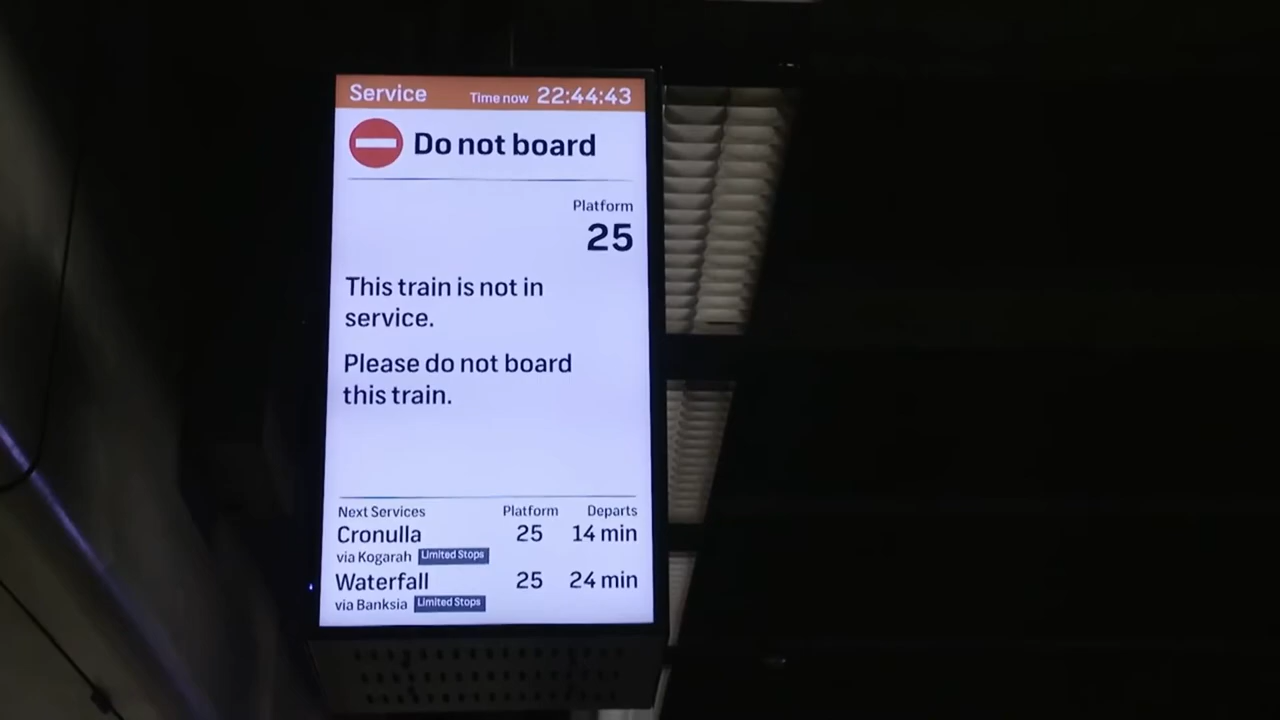 Service Time now 22:44:43
Do not board
Platform
25
This train is not in
service.
Please do not board
this train.
Next Services Platform Departs
Cronulla 25 14 min
via Kogarah Limited Stops
Waterfall 25 24 min
via Banksia Limited Stops